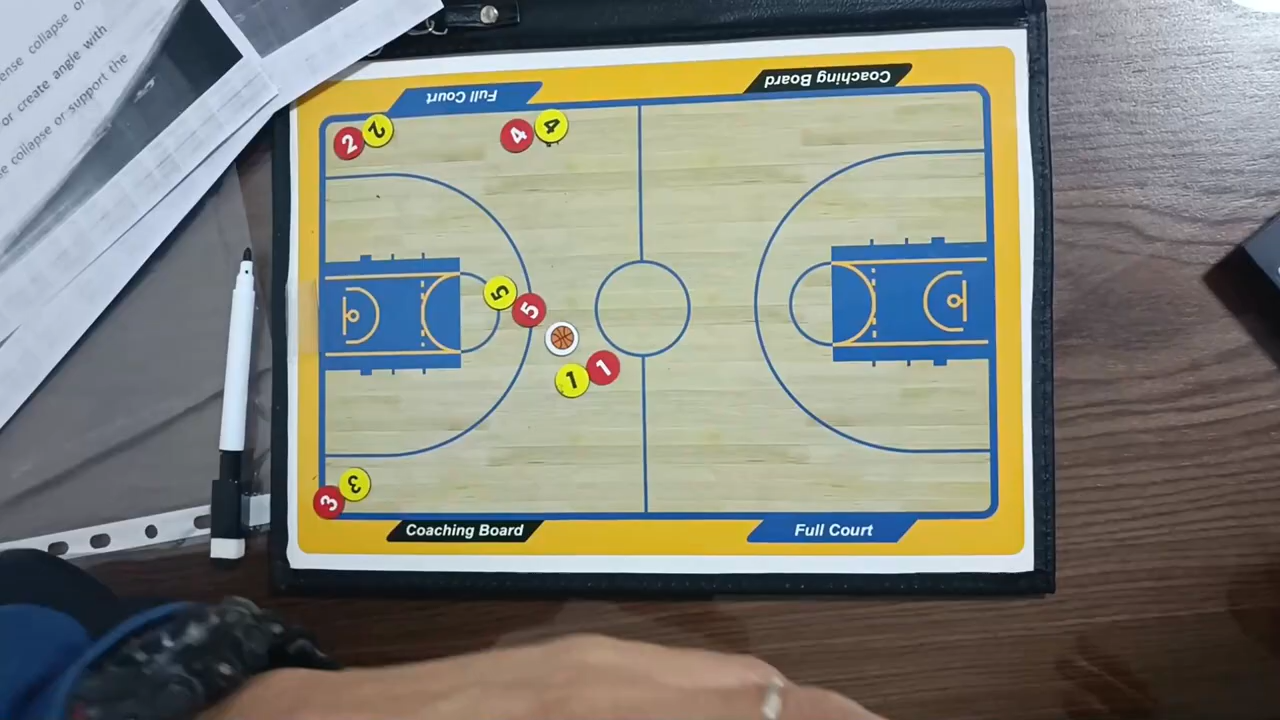 ense collapse or
or create angle with
e collapse or support the
Full Court
Coaching Board
2 2
4 4
5
5
1 1
3 3
Coaching Board
Full Court